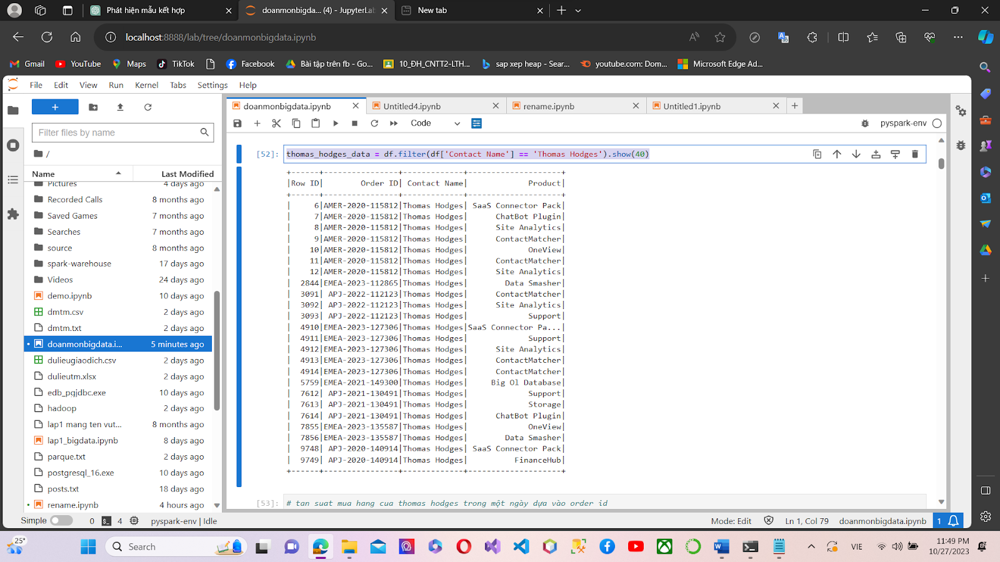 Phát hiện mẫu kết hợp
doanmonbigda... (4) - JupyterLab
New tab
localhost:8888/lab/tree/doanmonbigdata.ipynb
Gmail YouTube Maps TikTok Facebook Bài tập trên fb - Go... 10_ĐH_CNTT2-LTH... sap xep heap - Sear... youtube.com: Dom... Microsoft Edge Ad...
File Edit View Run Kernel Tabs Settings Help
doanmonbigdata.ipynb Untitled4.ipynb rename.ipynb Untitled1.ipynb
Code pyspark-env
Filter files by name
/
Name Last Modified
Pictures 4 days ago
Recorded Calls 8 months ago
Saved Games 7 months ago
Searches 7 months ago
source 8 months ago
spark-warehouse 17 days ago
Videos 24 days ago
demo.ipynb 10 days ago
dmtm.csv 2 days ago
dmtm.txt 2 days ago
doanmonbigdata.i... 5 minutes ago
dulieugiaodich.csv 2 days ago
dulieutm.xlsx 2 days ago
edb_pgjdbc.exe 10 days ago
hadoop 2 days ago
lap1 mang ten vut... 8 months ago
lap1_bigdata.ipynb 8 days ago
parque.txt 2 days ago
postgresql_16.exe 10 days ago
posts.txt 18 days ago
rename.ipynb 4 hours ago
[52]: thomas_hodges_data = df.filter(df['Contact Name'] == 'Thomas Hodges').show(40)
+------+---------------+-------------+--------------------+
|Row ID| Order ID| Contact Name| Product|
+------+---------------+-------------+--------------------+
| 6|AMER-2020-115812|Thomas Hodges| SaaS Connector Pack|
| 7|AMER-2020-115812|Thomas Hodges| ChatBot Plugin|
| 8|AMER-2020-115812|Thomas Hodges| Site Analytics|
| 9|AMER-2020-115812|Thomas Hodges| ContactMatcher|
| 10|AMER-2020-115812|Thomas Hodges| OneView|
| 11|AMER-2020-115812|Thomas Hodges| ContactMatcher|
| 12|AMER-2020-115812|Thomas Hodges| Site Analytics|
| 2844|EMEA-2023-112865|Thomas Hodges| Data Smasher|
| 3091| APJ-2022-112123|Thomas Hodges| ContactMatcher|
| 3092| APJ-2022-112123|Thomas Hodges| Site Analytics|
| 3093| APJ-2022-112123|Thomas Hodges| Support|
| 4910|EMEA-2023-127306|Thomas Hodges|SaaS Connector Pa...|
| 4911|EMEA-2023-127306|Thomas Hodges| Support|
| 4912|EMEA-2023-127306|Thomas Hodges| Site Analytics|
| 4913|EMEA-2023-127306|Thomas Hodges| ContactMatcher|
| 4914|EMEA-2023-127306|Thomas Hodges| ContactMatcher|
| 5759|EMEA-2021-149300|Thomas Hodges| Big Ol Database|
| 7612| APJ-2021-130491|Thomas Hodges| Support|
| 7613| APJ-2021-130491|Thomas Hodges| Storage|
| 7614| APJ-2021-130491|Thomas Hodges| ChatBot Plugin|
| 7855|EMEA-2023-135587|Thomas Hodges| OneView|
| 7856|EMEA-2023-135587|Thomas Hodges| Data Smasher|
| 9748| APJ-2020-140914|Thomas Hodges| SaaS Connector Pack|
| 9749| APJ-2020-140914|Thomas Hodges| FinanceHub|
+------+---------------+-------------+--------------------+
[53]: # tan suat mua hang cua thomas hodges trong một ngày dựa vào order id
Simple 0 4 pyspark-env | Idle Mode: Edit Ln 1, Col 79 doanmonbigdata.ipynb 1
25° Search VIE 11:49 PM
10/27/2023